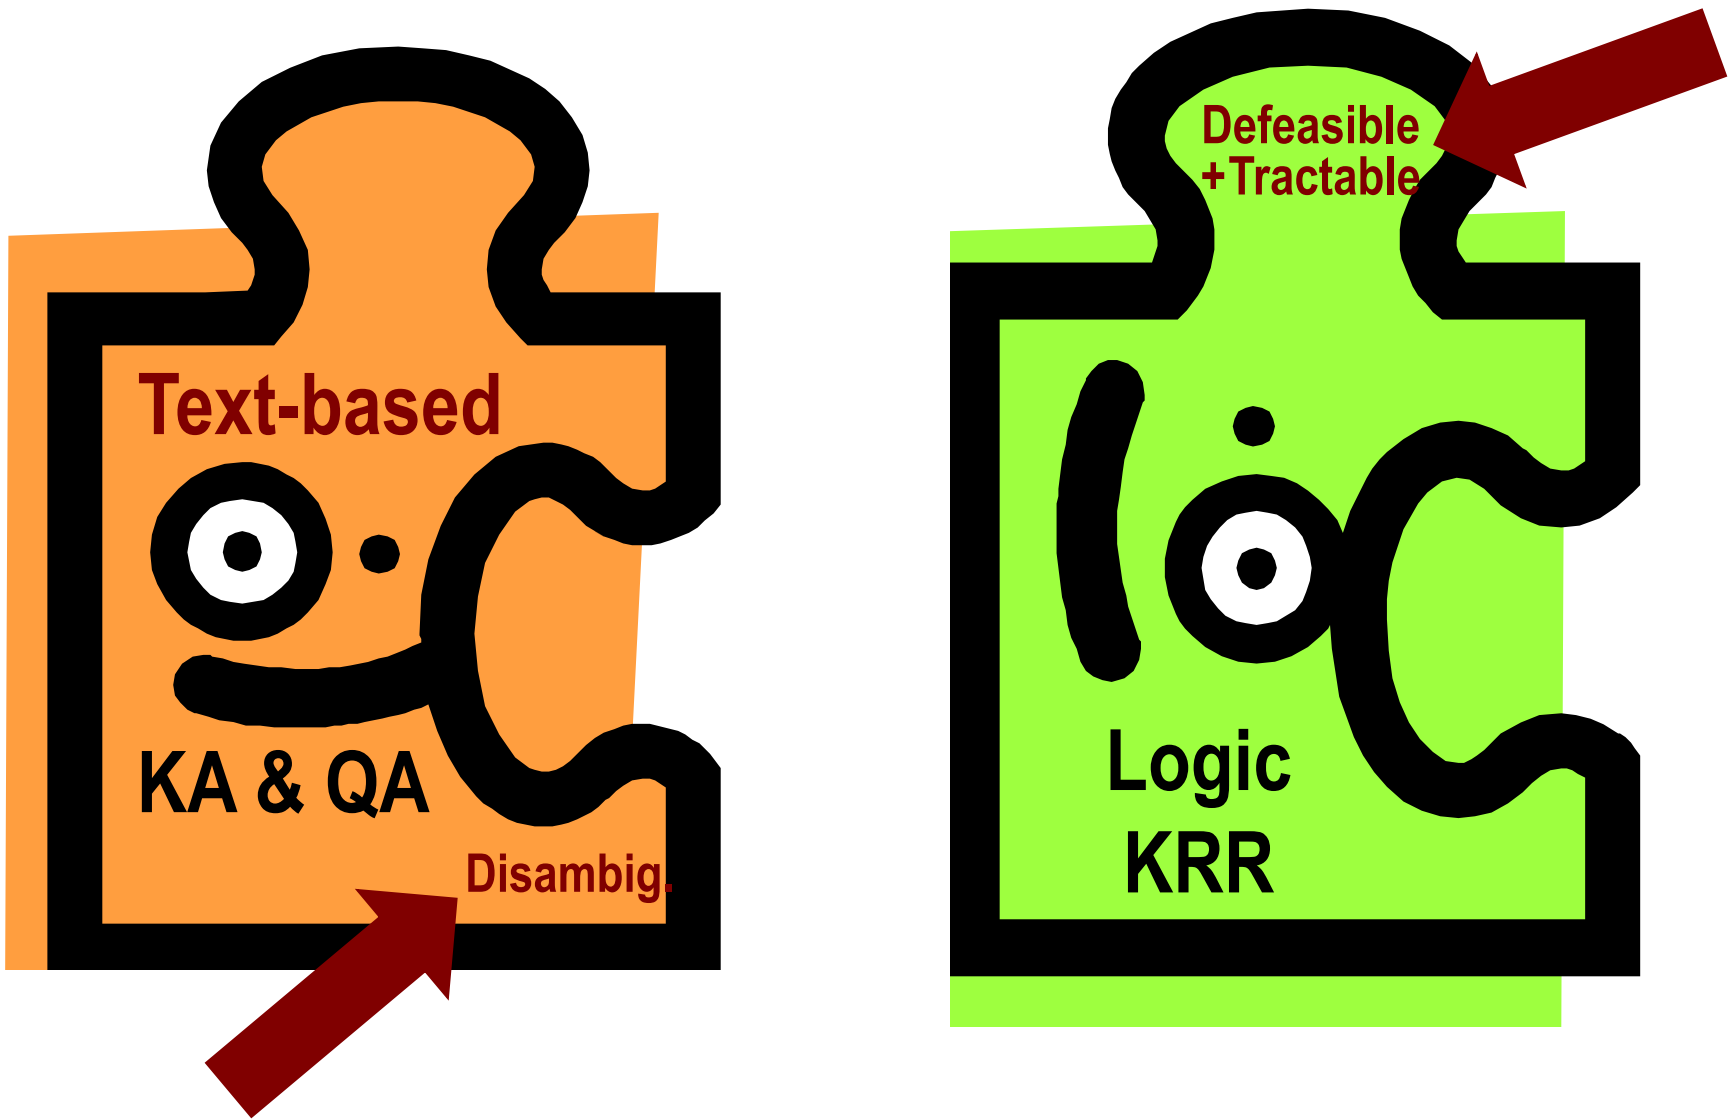 Text-based
KA & QA
Disambig.
Defeasible
+Tractable
Logic
KRR